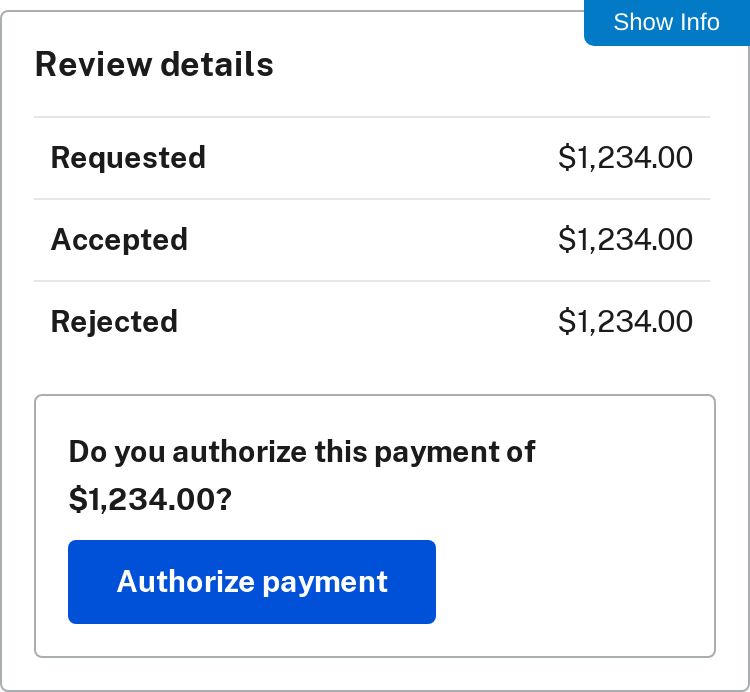 Show Info
Review details
Requested $1,234.00
Accepted $1,234.00
Rejected $1,234.00
Do you authorize this payment of
$1,234.00?
Authorize payment